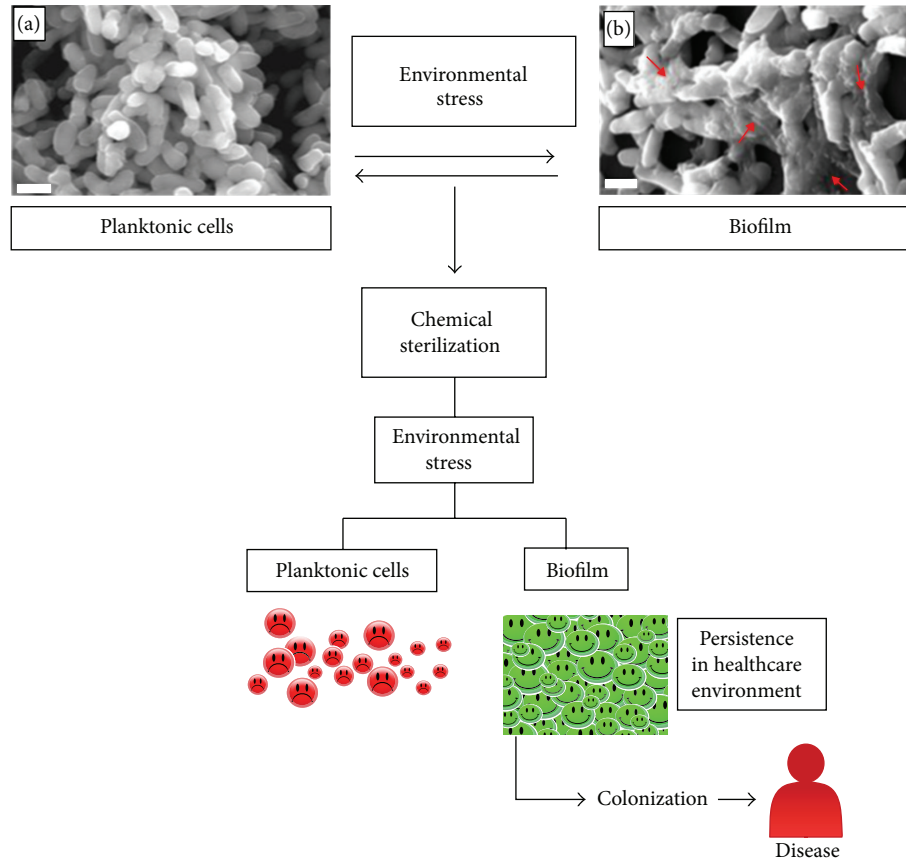 (a)
Environmental
stress
(b)
Planktonic cells
Biofilm
Chemical
sterilization
Environmental
stress
Planktonic cells
Biofilm
Persistence
in healthcare
environment
Colonization
Disease